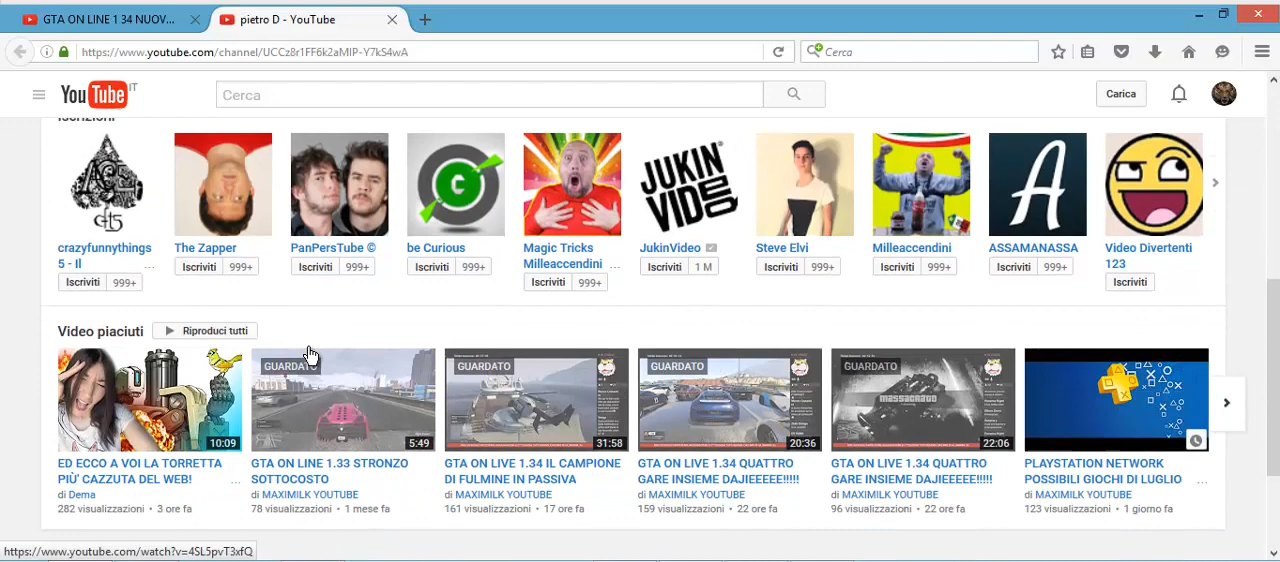 GTA ON LINE 1 34 NUOV...
pietro D - YouTube
https://www.youtube.com/channel/UCCz8r1FF6k2aMIP-Y7kS4wA
Cerca
YouTube IT
Cerca
Carica
Iscrizioni
JUKIN VIDEO
crazyfunnythings 5 - Il ...
Iscriviti 999+
The Zapper
Iscriviti 999+
PanPersTube ©
Iscriviti 999+
be Curious
Iscriviti 999+
Magic Tricks
Milleaccendini ...
Iscriviti 999+
JukinVideo
Iscriviti 1 M
Steve Elvi
Iscriviti 999+
Milleaccendini
Iscriviti 999+
ASSAMANASSA
Iscriviti 999+
Video Divertenti
123
Iscriviti
Video piaciuti
Riproduci tutti
10:09
ED ECCO A VOI LA TORRETTA
PIÙ' CAZZUTA DEL WEB! ...
di Dema
282 visualizzazioni • 3 ore fa
GUARDATO
5:49
GTA ON LINE 1.33 STRONZO
SOTTOCOSTO
di MAXIMILK YOUTUBE
78 visualizzazioni • 1 mese fa
GUARDATO
31:58
GTA ON LIVE 1.34 IL CAMPIONE
DI FULMINE IN PASSIVA
di MAXIMILK YOUTUBE
161 visualizzazioni • 17 ore fa
GUARDATO
20:36
GTA ON LIVE 1.34 QUATTRO
GARE INSIEME DAJIEEEEE!!!!!
di MAXIMILK YOUTUBE
159 visualizzazioni • 22 ore fa
GUARDATO
MASSACRATO
22:06
GTA ON LIVE 1.34 QUATTRO
GARE INSIEME DAJIEEEEE!!!!!
di MAXIMILK YOUTUBE
96 visualizzazioni • 22 ore fa
PLAYSTATION NETWORK
POSSIBILI GIOCHI DI LUGLIO ...
di MAXIMILK YOUTUBE
123 visualizzazioni • 1 giorno fa
https://www.youtube.com/watch?v=4SL5pvT3xfQ